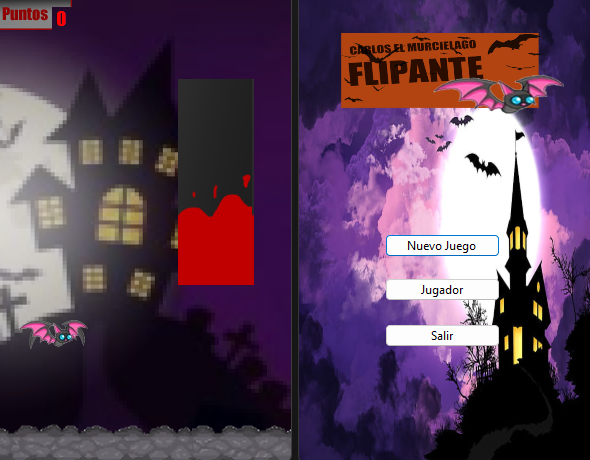 Puntos 0
CARLOS EL MURCIELAGO
FLIPANTE
Nuevo Juego
Jugador
Salir